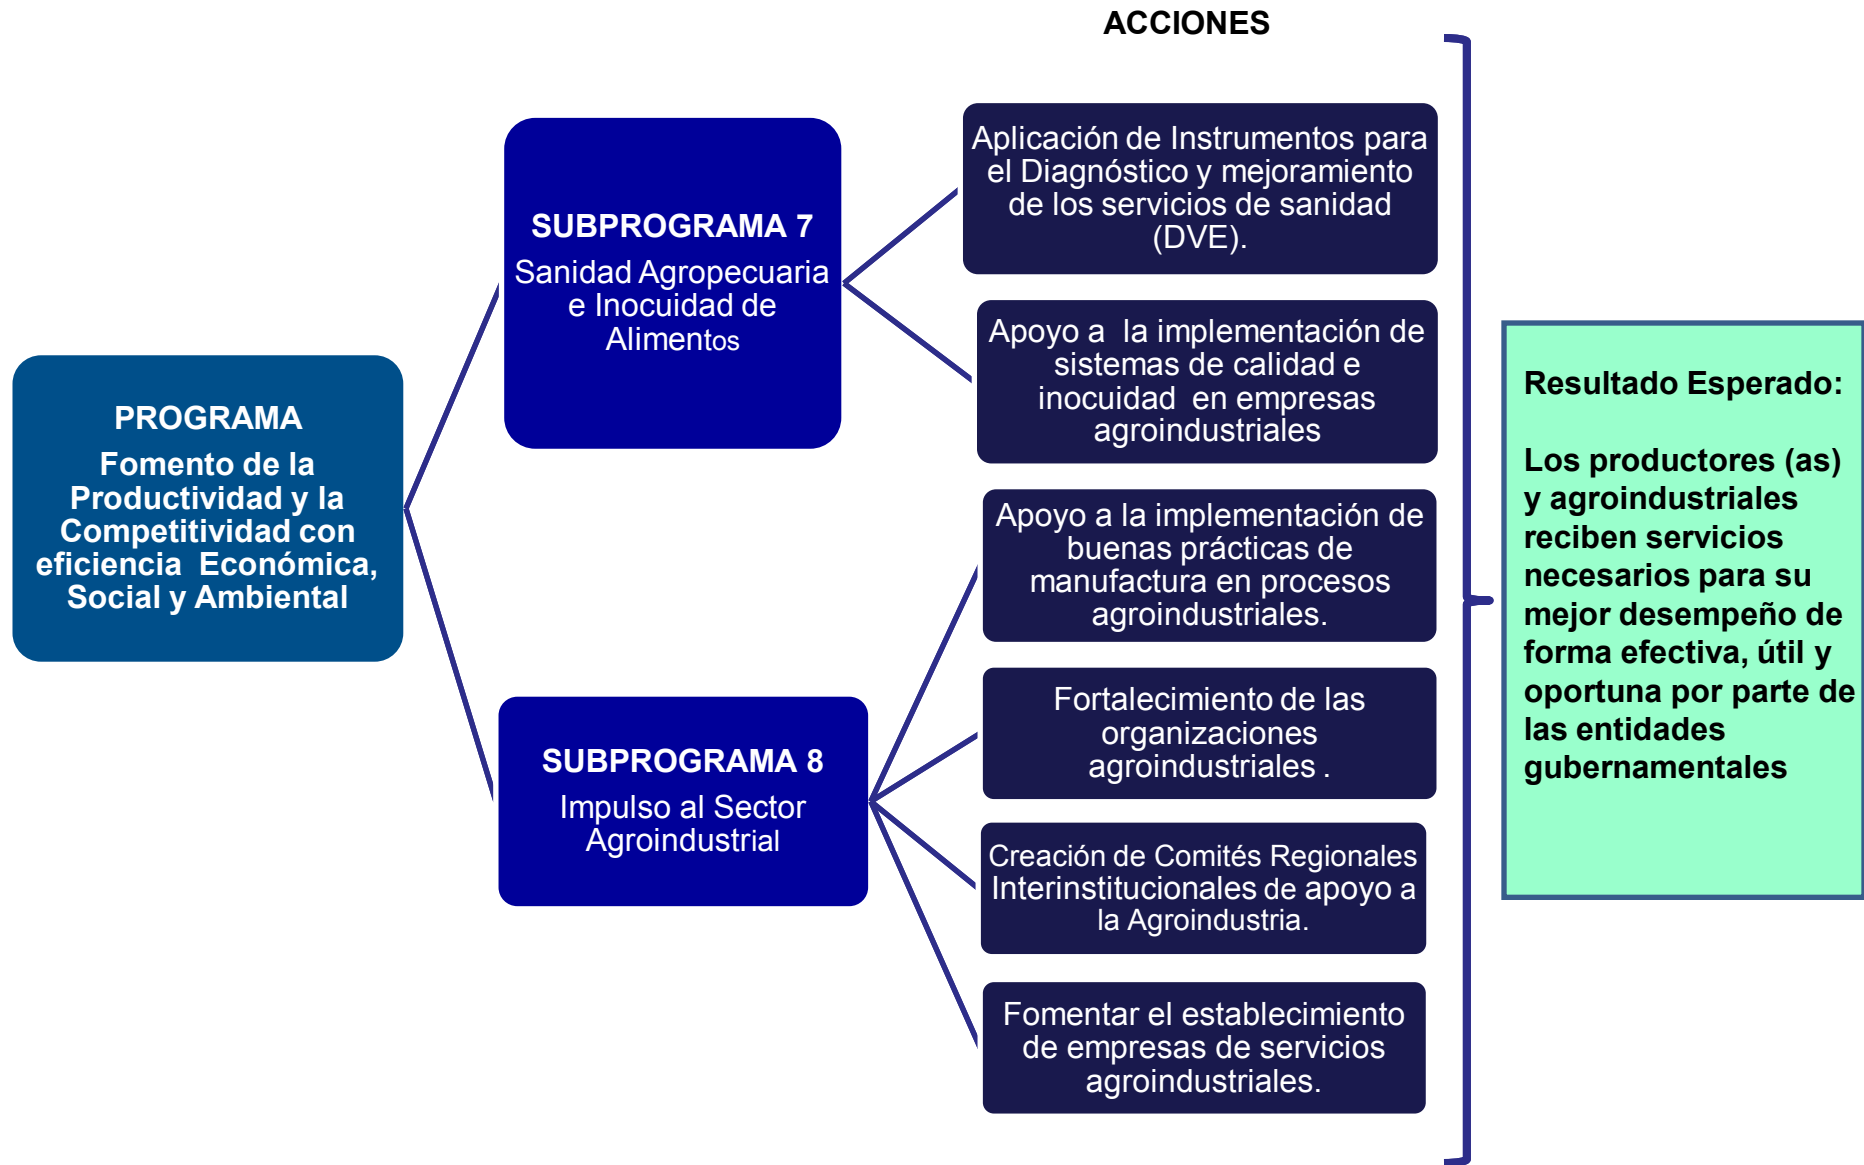 ACCIONES
PROGRAMA
Fomento de la
Productividad y la
Competitividad con
eficiencia Económica,
Social y Ambiental
SUBPROGRAMA 7
Sanidad Agropecuaria
e Inocuidad de
Alimentos
SUBPROGRAMA 8
Impulso al Sector
Agroindustrial
Aplicación de Instrumentos para
el Diagnóstico y mejoramiento
de los servicios de sanidad
(DVE).
Apoyo a la implementación de
sistemas de calidad e
inocuidad en empresas
agroindustriales
Apoyo a la implementación de
buenas prácticas de
manufactura en procesos
agroindustriales.
Fortalecimiento de las
organizaciones
agroindustriales .
Creación de Comités Regionales
Interinstitucionales de apoyo a
la Agroindustria.
Fomentar el establecimiento
de empresas de servicios
agroindustriales.
Resultado Esperado:
Los productores (as)
y agroindustriales
reciben servicios
necesarios para su
mejor desempeño de
forma efectiva, útil y
oportuna por parte de
las entidades
gubernamentales